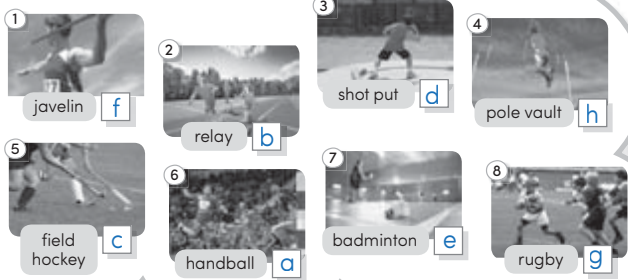 1
javelin f
2
relay b
3
shot put d
4
pole vault h
5
field
hockey c
6
handball a
7
badminton e
8
rugby g